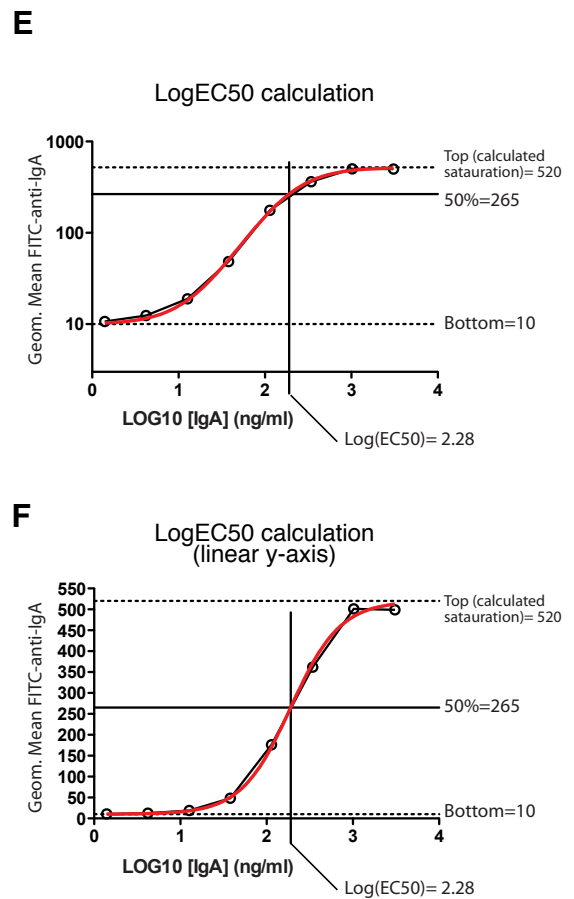 E
LogEC50 calculation
1000
100
10
Geom. Mean FITC-anti-IgA
Top (calculated
satauration)= 520
50%=265
Bottom=10
0 1 2 3 4
LOG10 [IgA] (ng/ml)
Log(EC50)= 2.28
F
LogEC50 calculation
(linear y-axis)
550
500
450
400
350
300
250
200
150
100
50
0
Geom. Mean FITC-anti-IgA
Top (calculated
satauration)= 520
50%=265
Bottom=10
0 1 2 3 4
LOG10 [IgA] (ng/ml)
Log(EC50)= 2.28